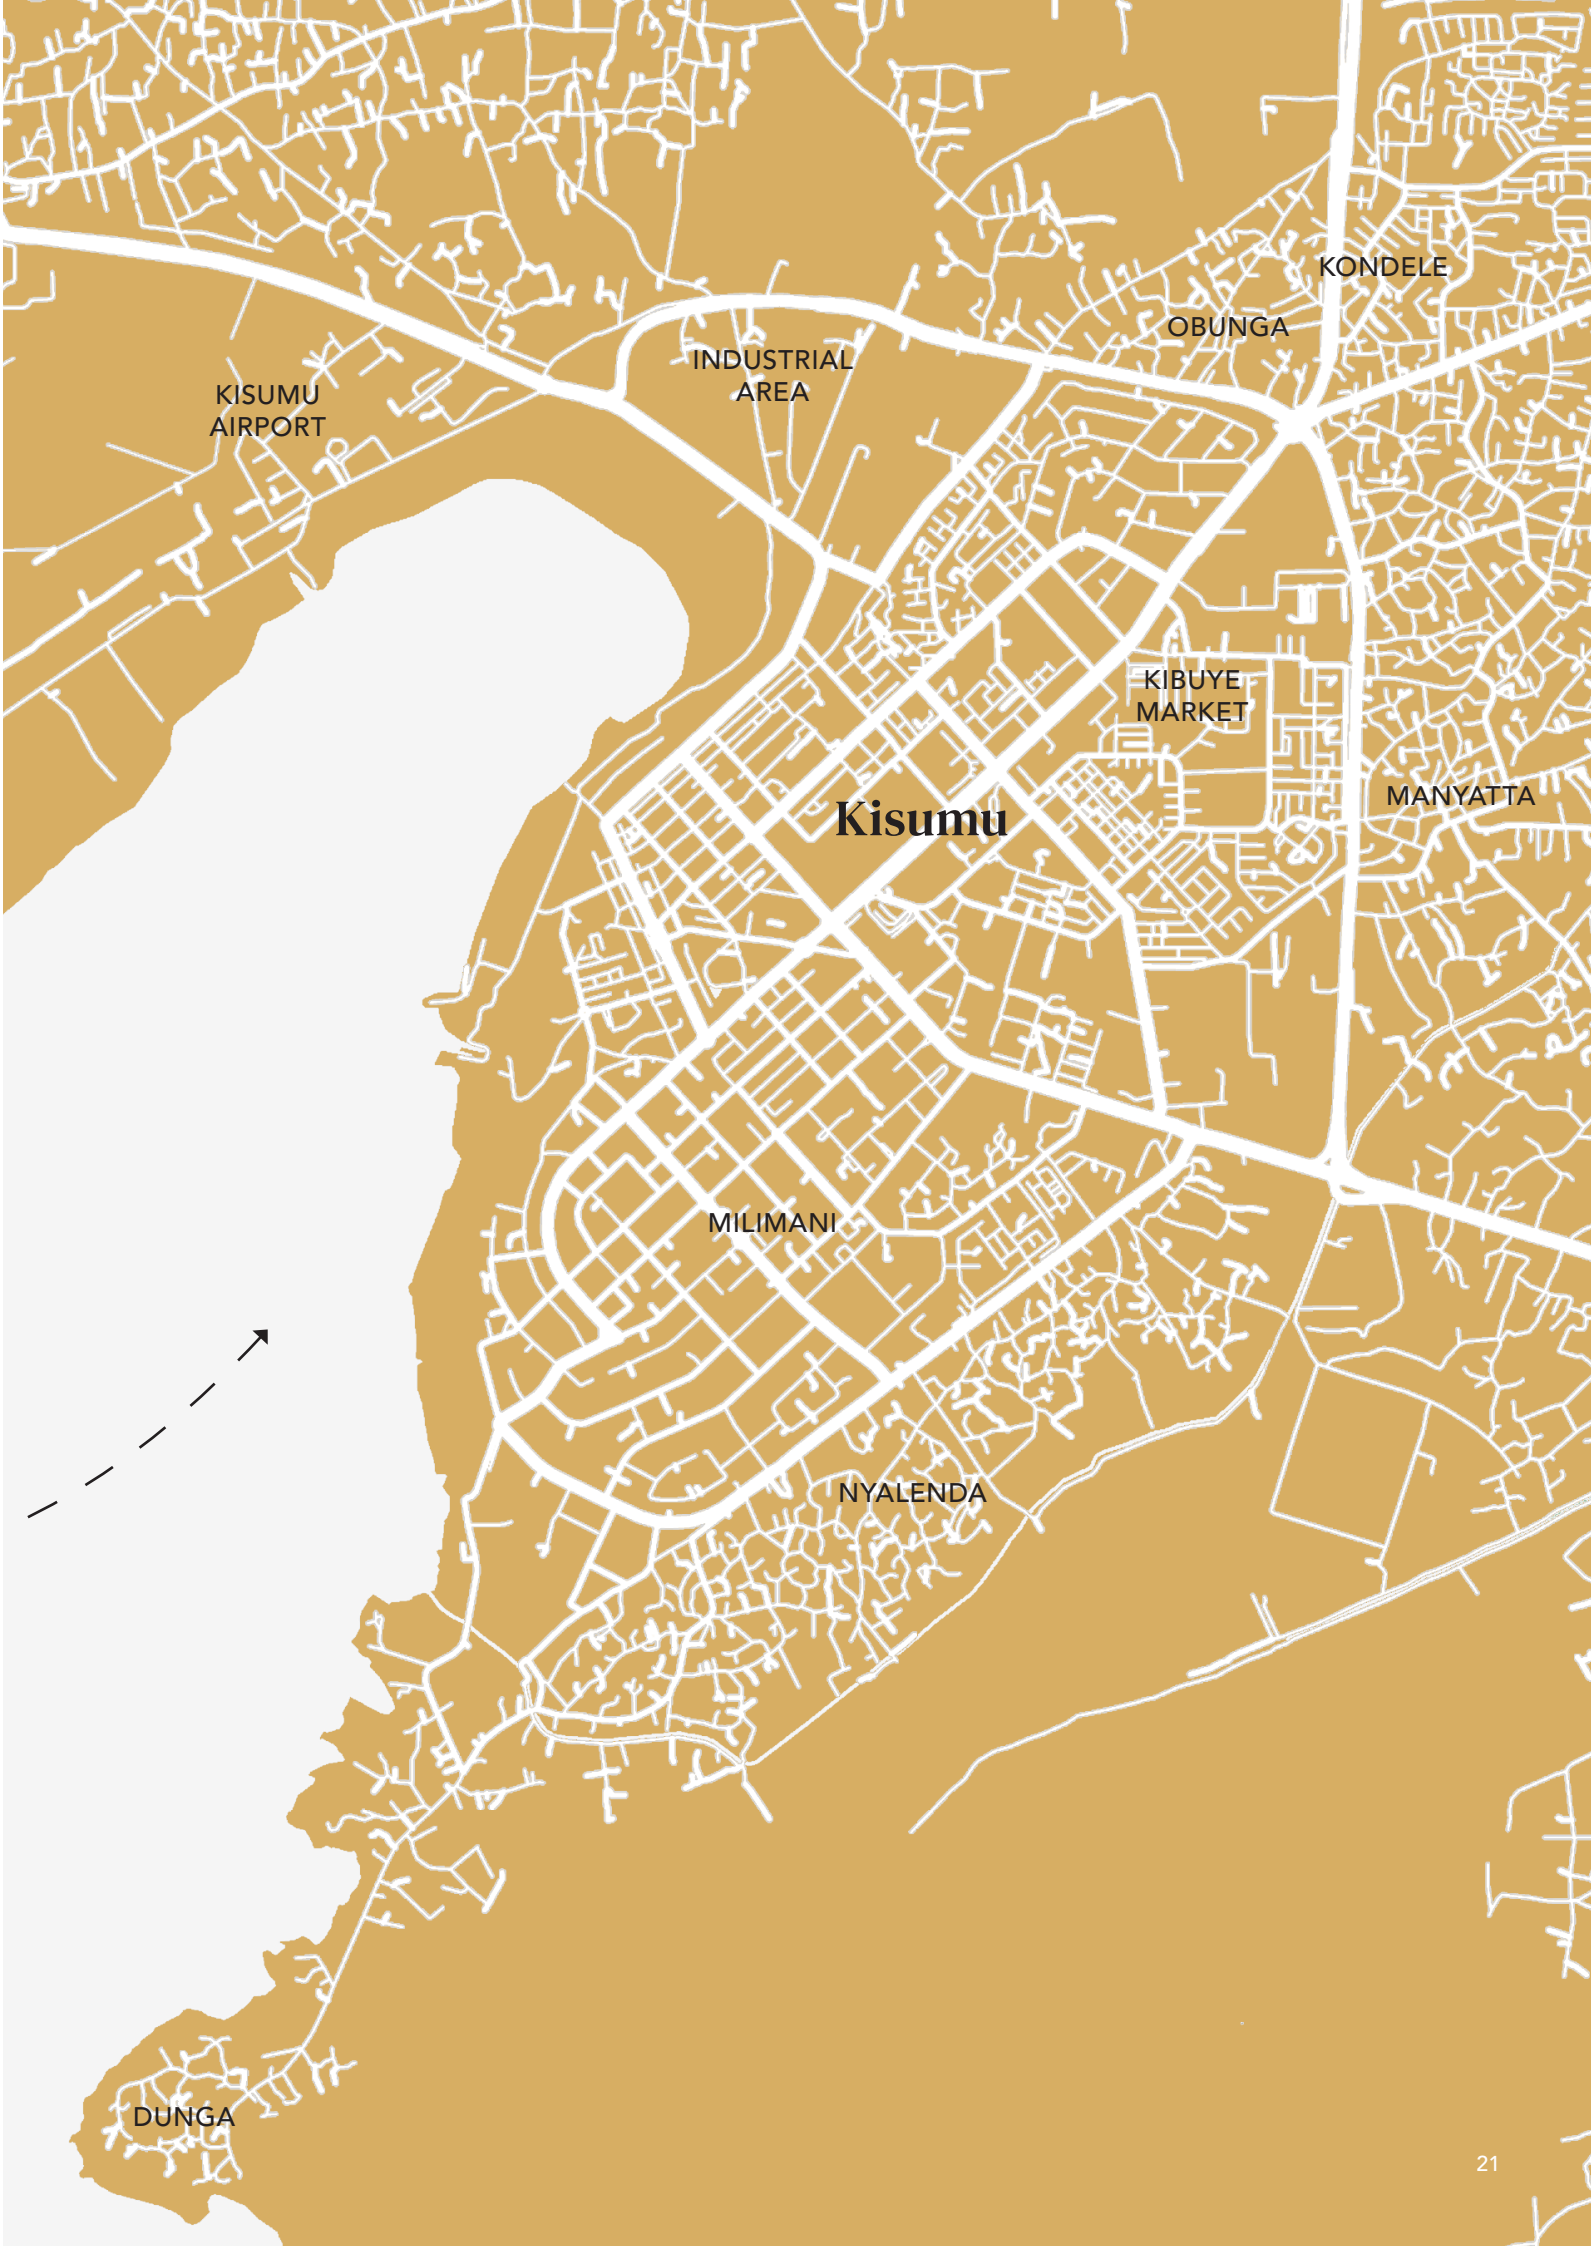 KONDELE
OBUNGA
INDUSTRIAL
AREA
KISUMU
AIRPORT
KIBUYE
MARKET
MANYATTA
Kisumu
MILIMANI
NYALENDA
DUNGA
21